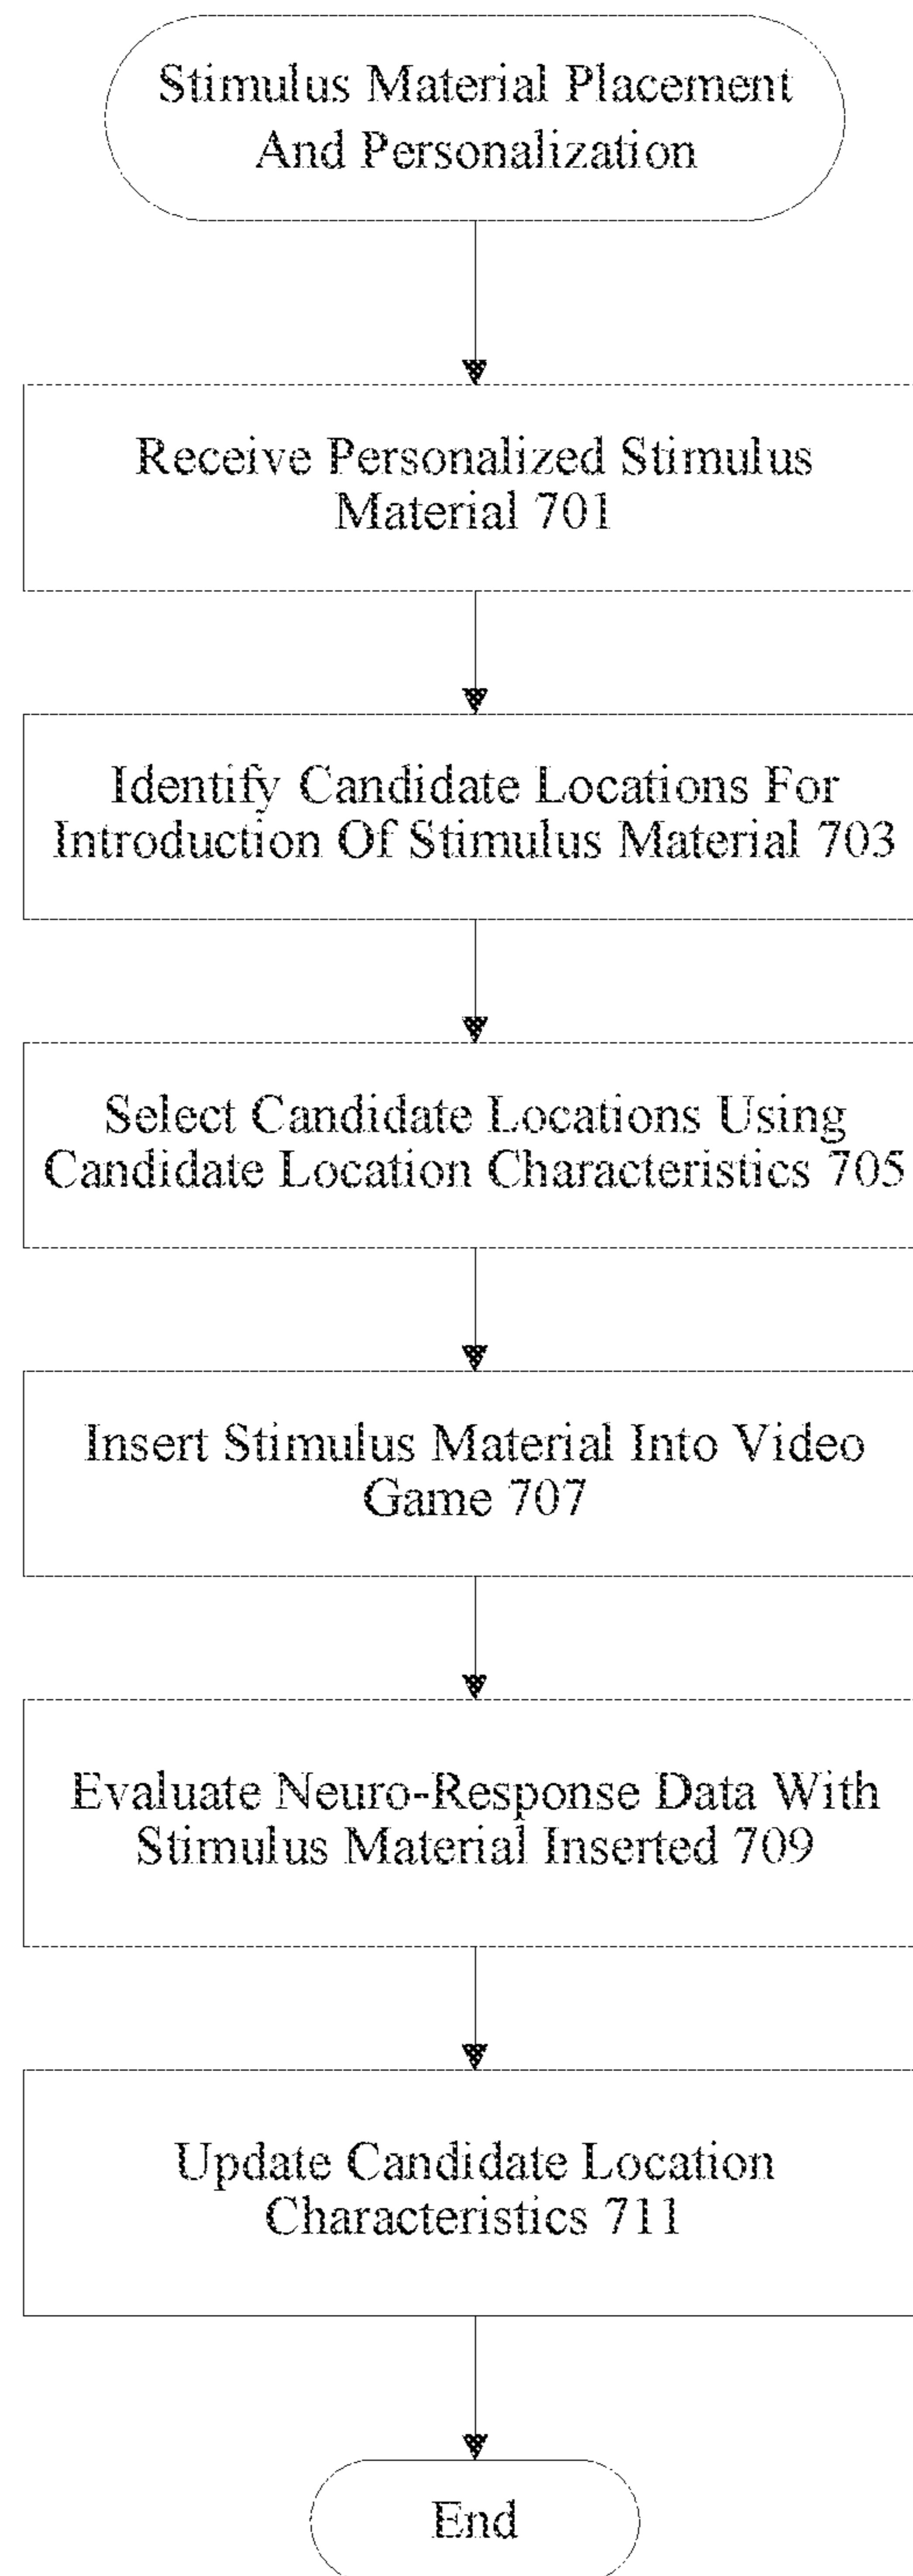 Stimulus Material Placement
And Personalization
Receive Personalized Stimulus
Material 701
Identify Candidate Locations For
Introduction Of Stimulus Material 703
Select Candidate Locations Using
Candidate Location Characteristics 705
Insert Stimulus Material Into Video
Game 707
Evaluate Neuro-Response Data With
Stimulus Material Inserted 709
Update Candidate Location
Characteristics 711
End